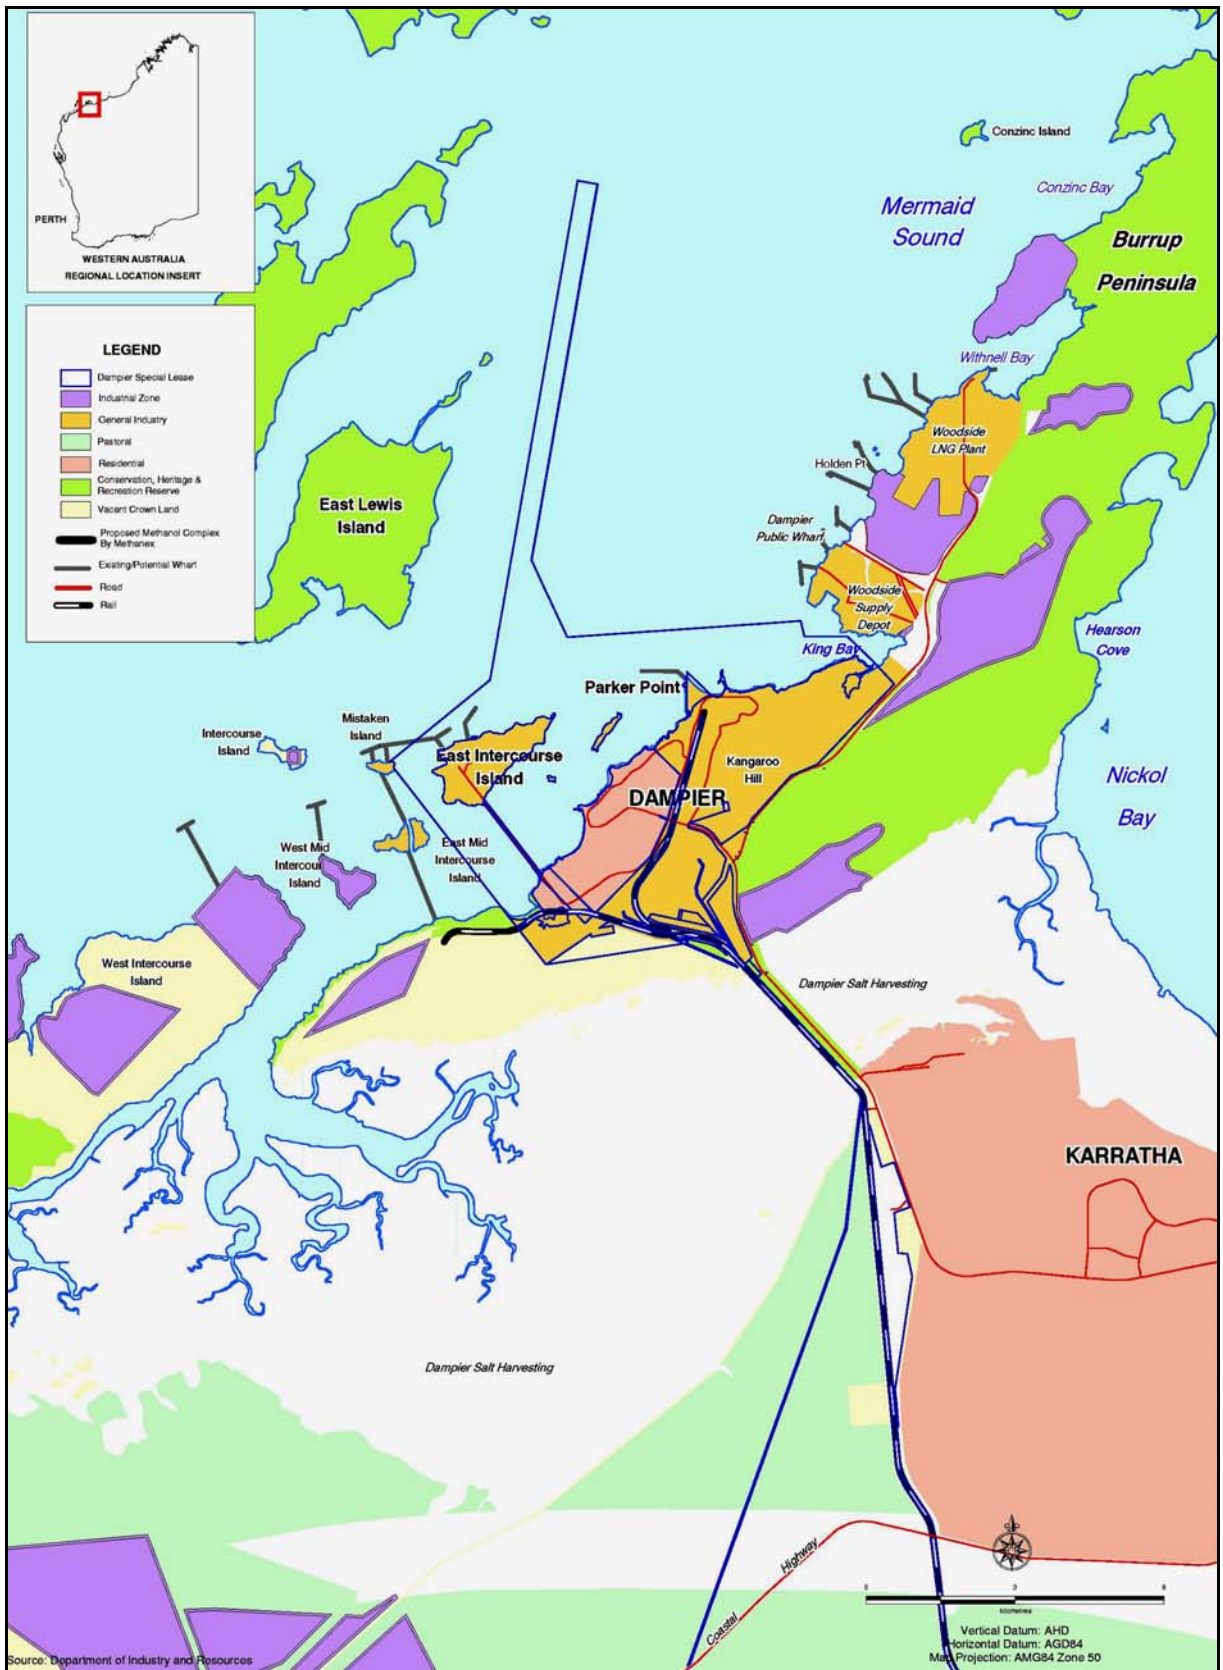 PERTH
WESTERN AUSTRALIA
REGIONAL LOCATION INSERT
LEGEND
Dampier Special Lease
Industrial Zone
General Industry
Pastoral
Residential
Conservation, Heritage &
Recreation Reserve
Vacant Crown Land
Proposed Methanol Complex
By Methanex
Existing/Potential Wharf
Road
Rail
Conzinc Island
Conzinc Bay
Mermaid
Sound
Burrup
Peninsula
Withnell Bay
Woodside
LNG Plant
Holden Pt
East Lewis
Island
Dampier
Public Wharf
Woodside
Supply
Depot
Hearson
Cove
King Bay
Parker Point
Mistaken
Island
Intercourse
Island
East Intercourse
Island
Kangaroo
Hill
DAMPIER
Nickol
Bay
West Mid
Intercou
Island
East Mid
Intercourse
Island
West Intercourse
Island
Dampier Salt Harvesting
KARRATHA
Dampier Salt Harvesting
Coastal Highway
kilometres
Vertical Datum: AHD
Horizontal Datum: AGD84
Map Projection: AMG84 Zone 50
Source: Department of Industry and Resources